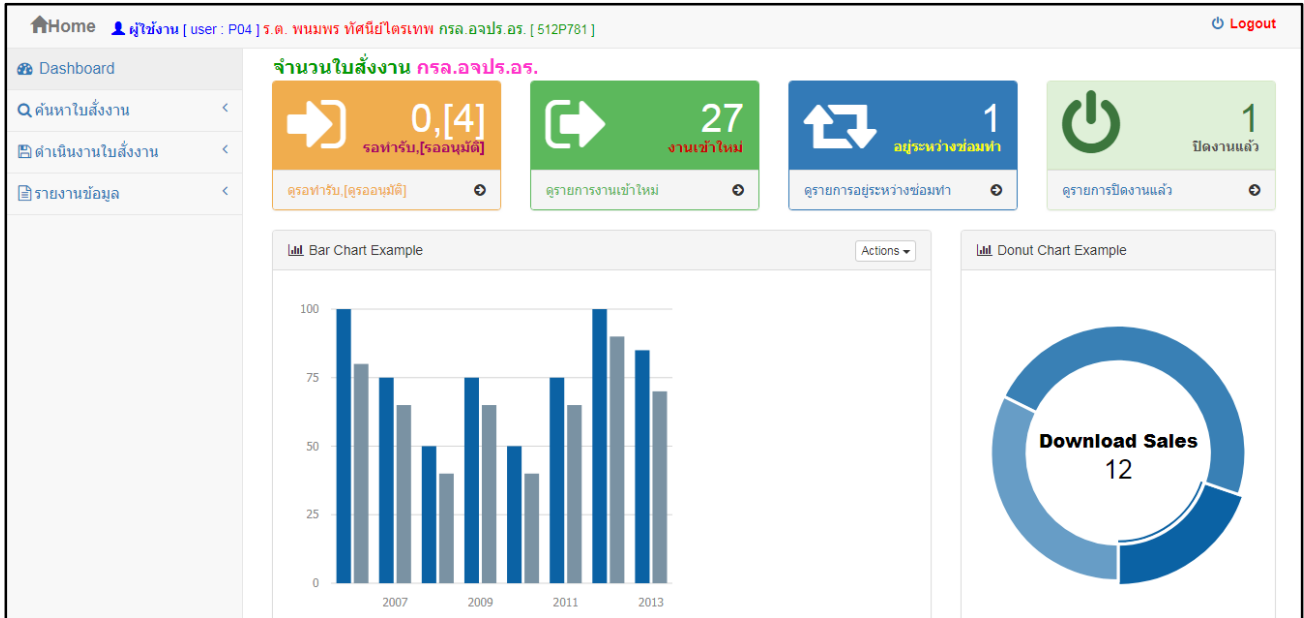 Home ผู้ใช้งาน [ user : P04 ] ร.ต. พนมพร ทัศนีย์ไตรเทพ กรล.อจปร.อร. [ 512P781 ] Logout
Dashboard
ค้นหาใบสั่งงาน
ดำเนินงานใบสั่งงาน
รายงานข้อมูล
จำนวนใบสั่งงาน กรล.อจปร.อร.
0,[4]
รอทำรับ,[รออนุมัติ]
ดูรอทำรับ,[ดูรออนุมัติ]
27
งานเข้าใหม่
ดูรายการงานเข้าใหม่
1
อยู่ระหว่างซ่อมทำ
ดูรายการอยู่ระหว่างซ่อมทำ
1
ปิดงานแล้ว
ดูรายการปิดงานแล้ว
Bar Chart Example Actions
100
75
50
25
0
2007 2009 2011 2013
Donut Chart Example
Download Sales
12